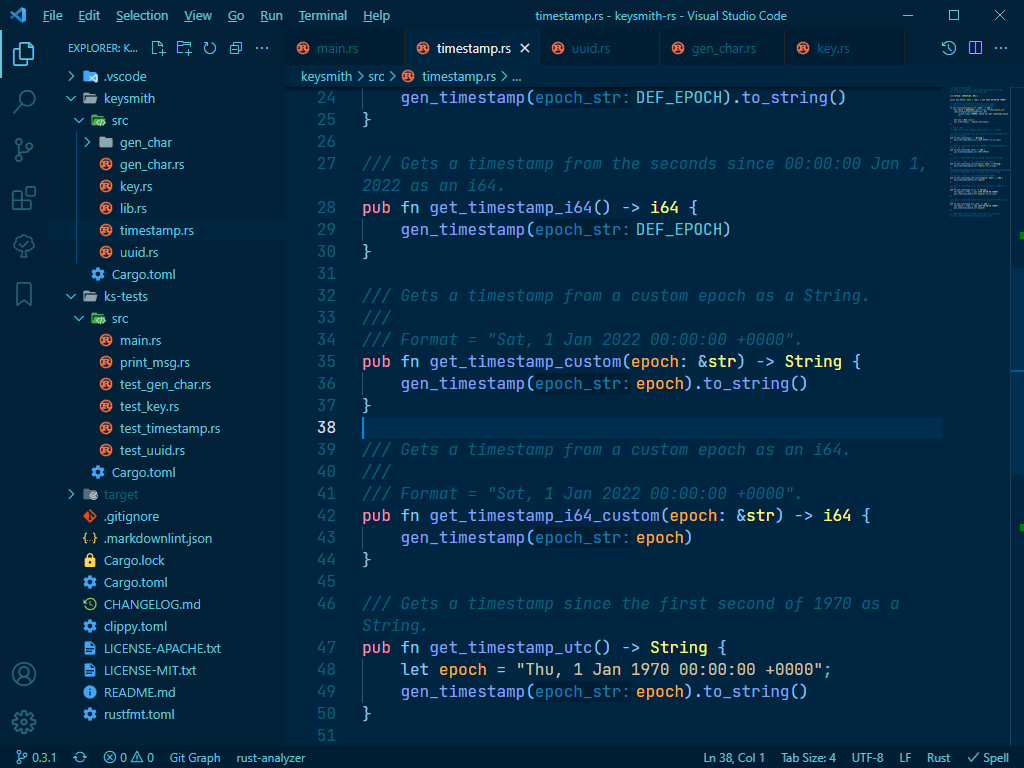 File Edit Selection View Go Run Terminal Help timestamp.rs - keysmith-rs - Visual Studio Code
EXPLORER: K...
.vscode
keysmith
src
gen_char
gen_char.rs
key.rs
lib.rs
timestamp.rs
uuid.rs
Cargo.toml
ks-tests
src
main.rs
print_msg.rs
test_gen_char.rs
test_key.rs
test_timestamp.rs
test_uuid.rs
Cargo.toml
target
.gitignore
.markdownlint.json
Cargo.lock
Cargo.toml
CHANGELOG.md
clippy.toml
LICENSE-APACHE.txt
LICENSE-MIT.txt
README.md
rustfmt.toml
main.rs timestamp.rs uuid.rs gen_char.rs key.rs
keysmith > src > timestamp.rs > ...
24 gen_timestamp(epoch_str: DEF_EPOCH).to_string()
25 }
26
27 /// Gets a timestamp from the seconds since 00:00:00 Jan 1,
2022 as an i64.
28 pub fn get_timestamp_i64() -> i64 {
29 gen_timestamp(epoch_str: DEF_EPOCH)
30 }
31
32 /// Gets a timestamp from a custom epoch as a String.
33 ///
34 /// Format = "Sat, 1 Jan 2022 00:00:00 +0000".
35 pub fn get_timestamp_custom(epoch: &str) -> String {
36 gen_timestamp(epoch_str: epoch).to_string()
37 }
38
39 /// Gets a timestamp from a custom epoch as an i64.
40 ///
41 /// Format = "Sat, 1 Jan 2022 00:00:00 +0000".
42 pub fn get_timestamp_i64_custom(epoch: &str) -> i64 {
43 gen_timestamp(epoch_str: epoch)
44 }
45
46 /// Gets a timestamp since the first second of 1970 as a
String.
47 pub fn get_timestamp_utc() -> String {
48 let epoch = "Thu, 1 Jan 1970 00:00:00 +0000";
49 gen_timestamp(epoch_str: epoch).to_string()
50 }
51
0.3.1 0 0 Git Graph rust-analyzer Ln 38, Col 1 Tab Size: 4 UTF-8 LF Rust Spell